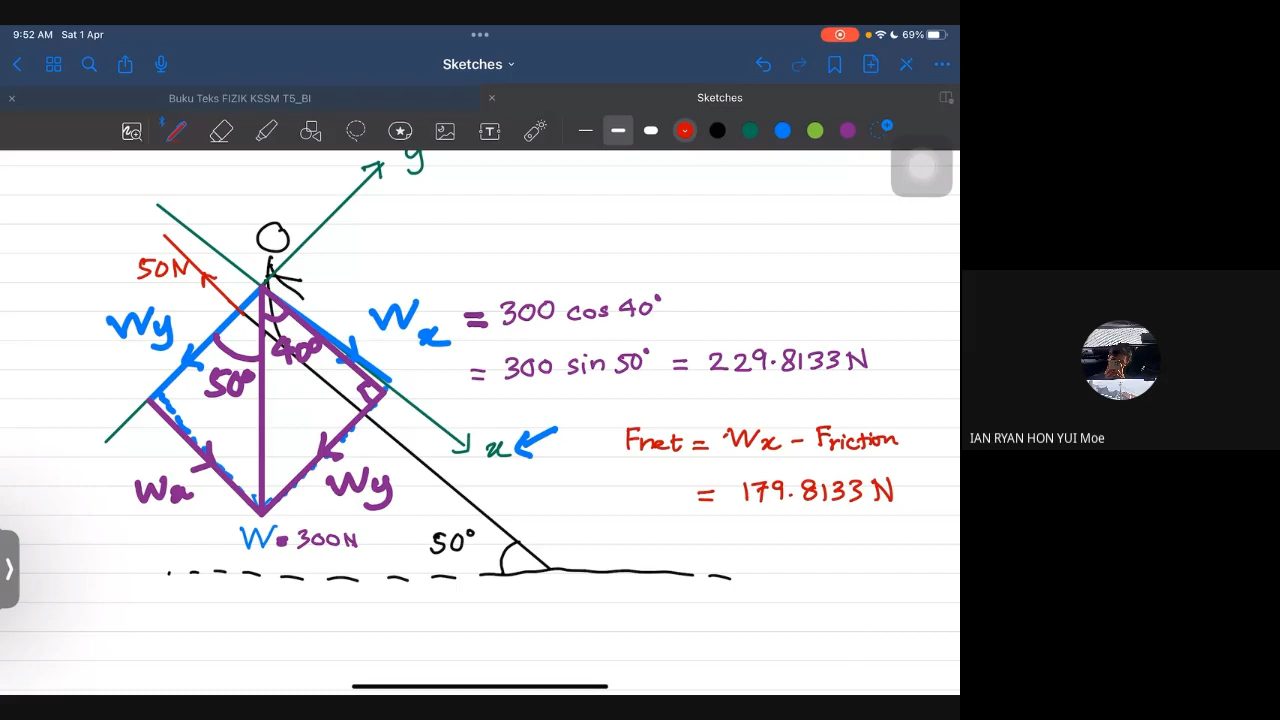 9:52 AM Sat 1 Apr
69%
Sketches
Buku Teks FIZIK KSSM T5_BI
Sketches
y
50N
Wy
Wx
= 300 cos 40°
40°
50°
= 300 sin 50° = 229.8133 N
x
Fnet = Wx - Friction
IAN RYAN HON YUI Moe
Wx
Wy
= 179.8133 N
W = 300N
50°